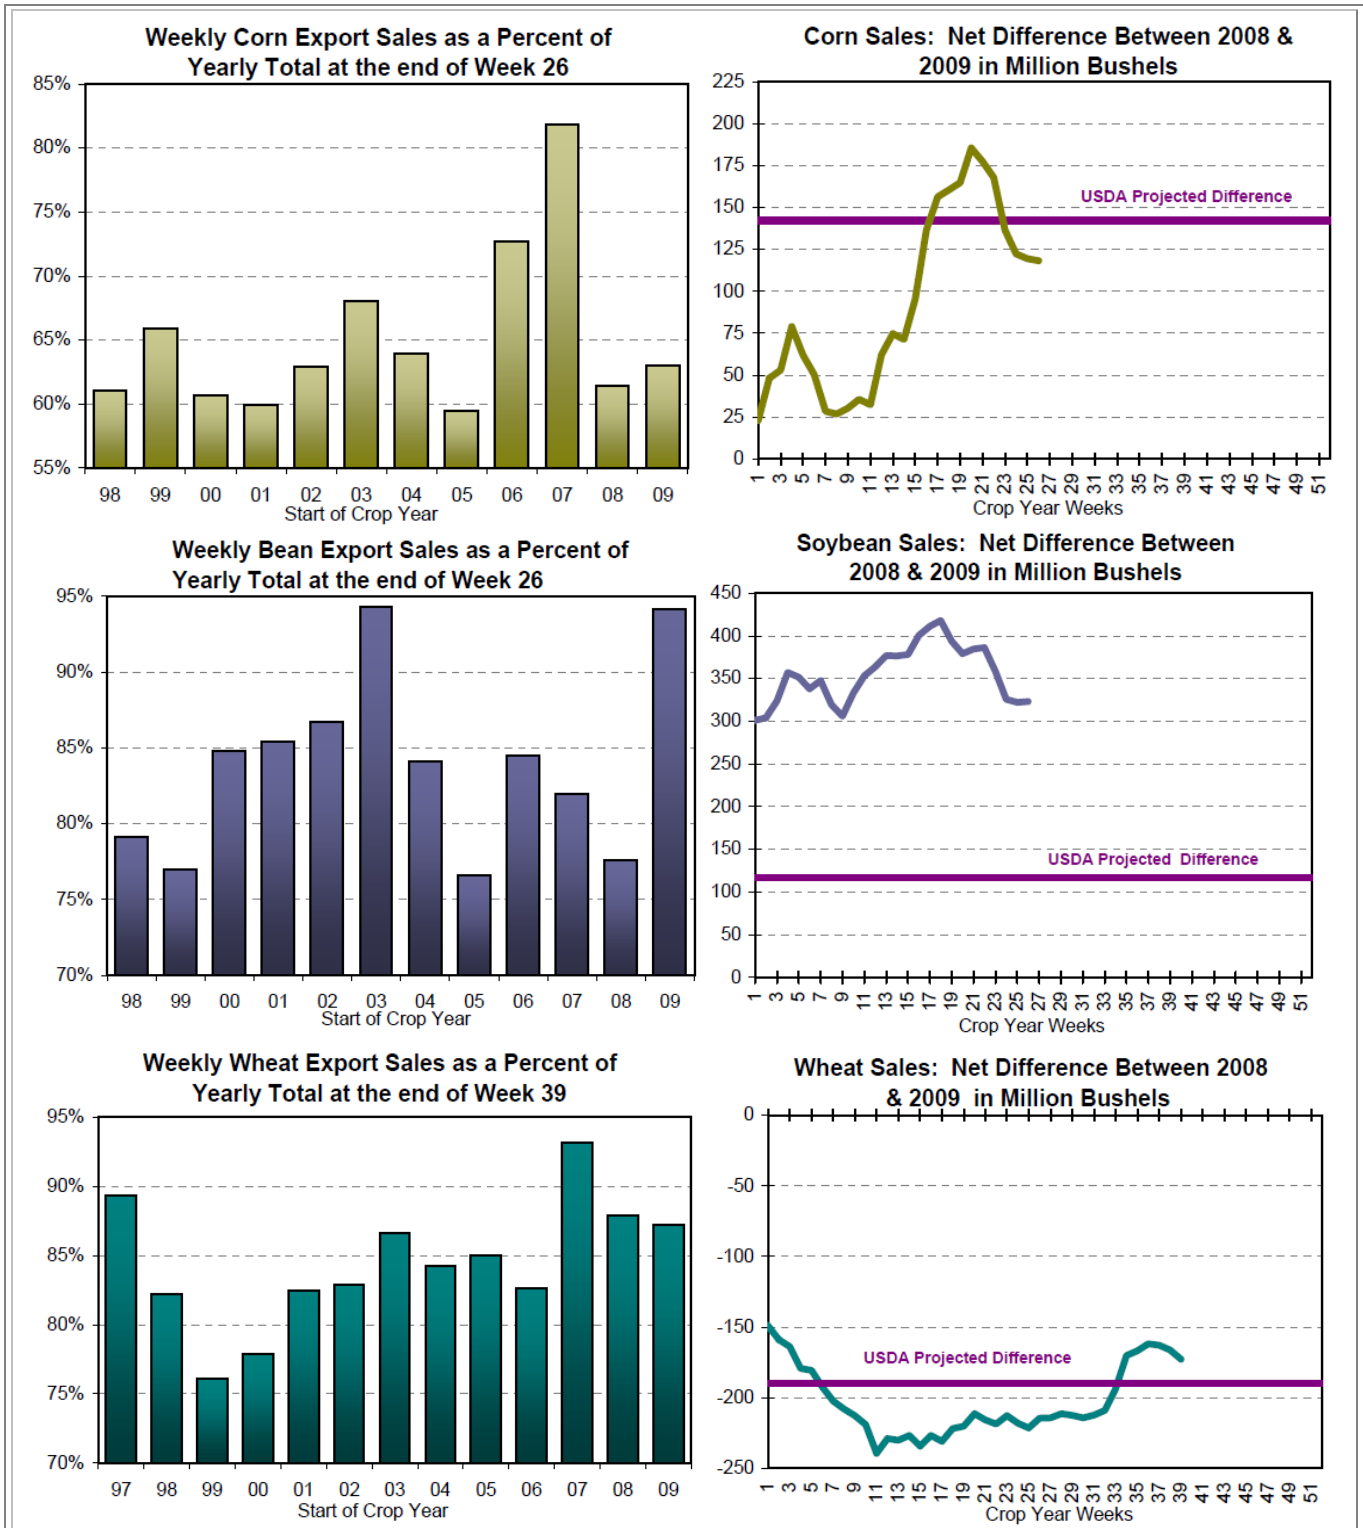 Weekly Corn Export Sales as a Percent of
Yearly Total at the end of Week 26
85%
80%
75%
70%
65%
60%
55%
98 99 00 01 02 03 04 05 06 07 08 09
Start of Crop Year
Corn Sales: Net Difference Between 2008 &
2009 in Million Bushels
225
200
175
150
125
100
75
50
25
0
USDA Projected Difference
1 3 5 7 9 11 13 15 17 19 21 23 25 27 29 31 33 35 37 39 41 43 45 47 49 51
Crop Year Weeks
Weekly Bean Export Sales as a Percent of
Yearly Total at the end of Week 26
95%
90%
85%
80%
75%
70%
98 99 00 01 02 03 04 05 06 07 08 09
Start of Crop Year
Soybean Sales: Net Difference Between
2008 & 2009 in Million Bushels
450
400
350
300
250
200
150
100
50
0
USDA Projected Difference
1 3 5 7 9 11 13 15 17 19 21 23 25 27 29 31 33 35 37 39 41 43 45 47 49 51
Crop Year Weeks
Weekly Wheat Export Sales as a Percent of
Yearly Total at the end of Week 39
95%
90%
85%
80%
75%
70%
97 98 99 00 01 02 03 04 05 06 07 08 09
Start of Crop Year
Wheat Sales: Net Difference Between 2008
& 2009 in Million Bushels
0
-50
-100
-150
-200
-250
USDA Projected Difference
1 3 5 7 9 11 13 15 17 19 21 23 25 27 29 31 33 35 37 39 41 43 45 47 49 51
Crop Year Weeks